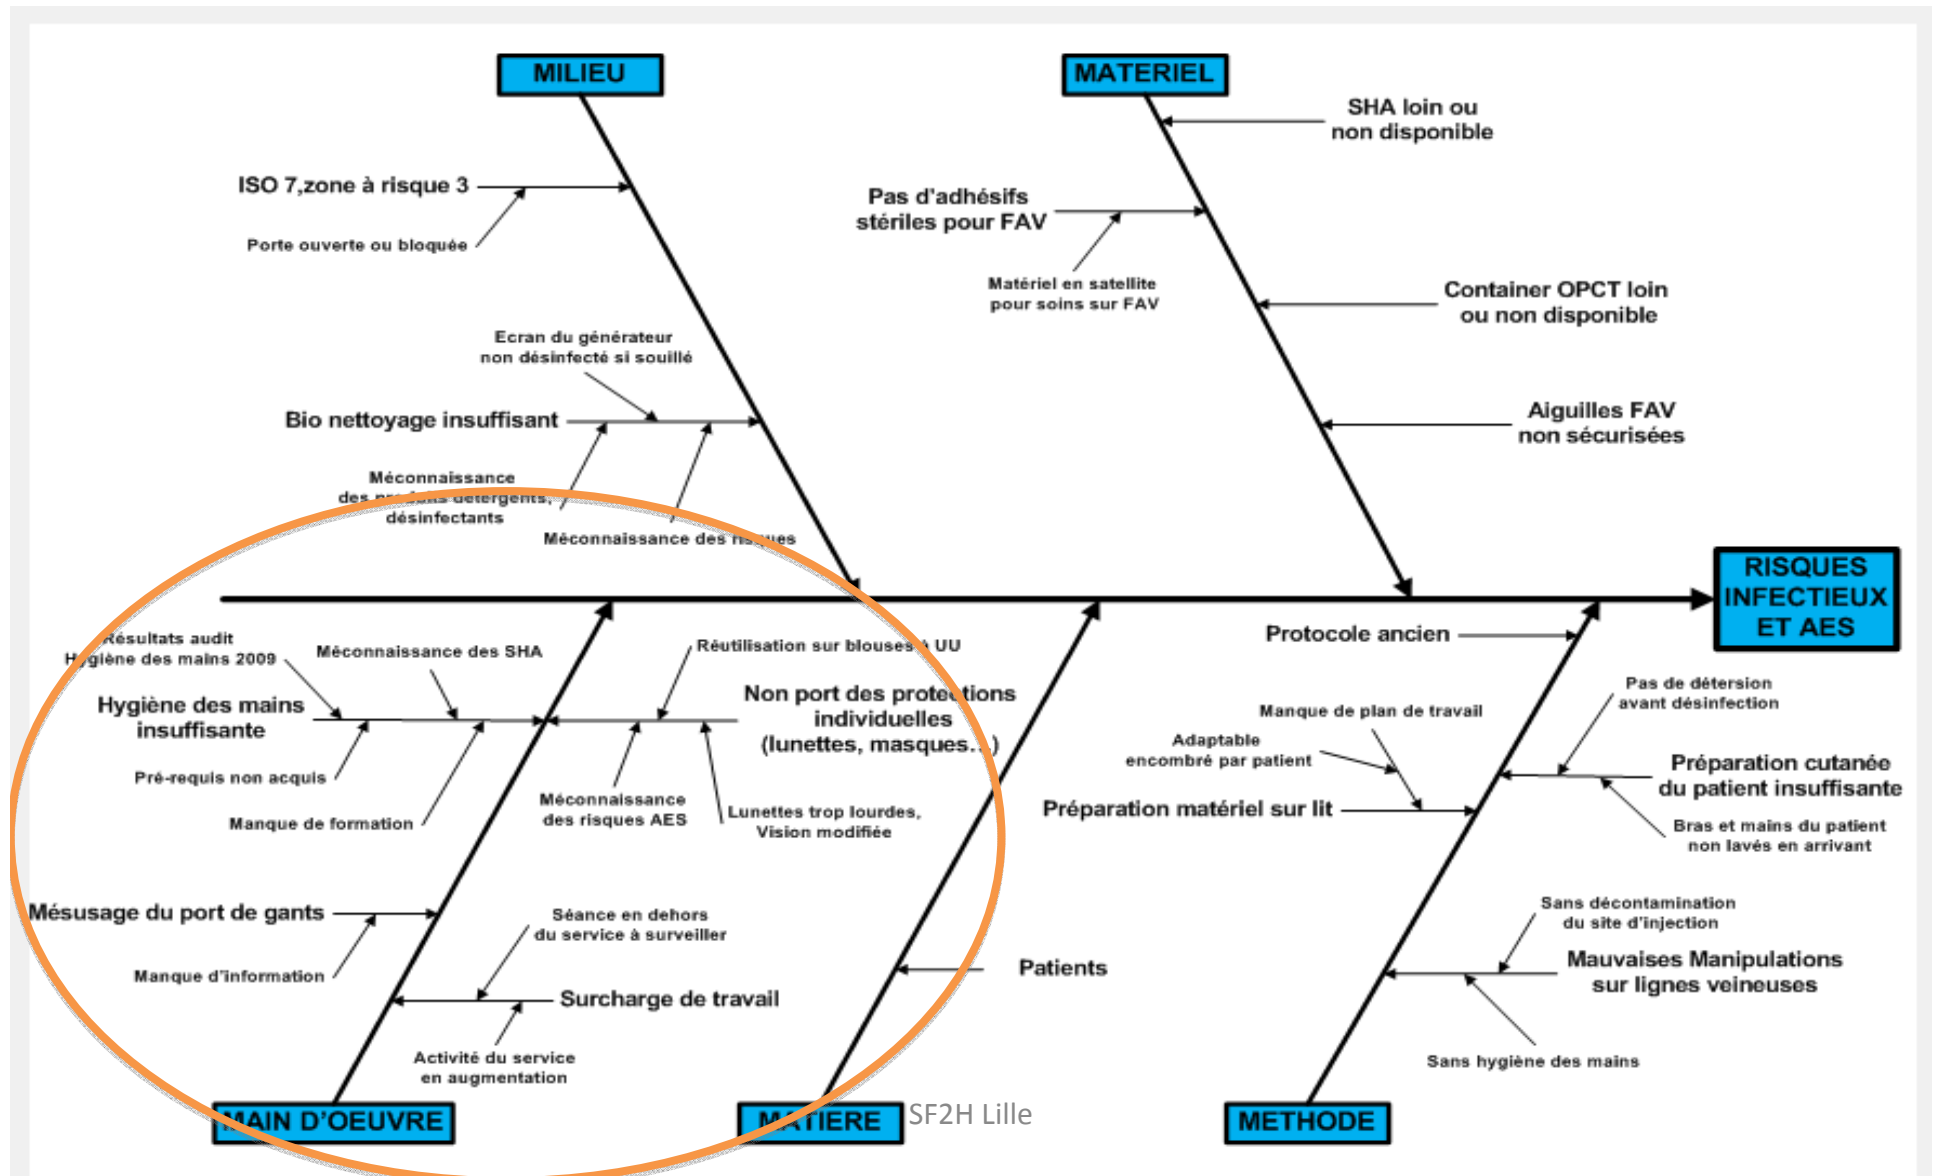 MILIEU
MATERIEL
SHA loin ou
non disponible
ISO 7,zone à risque 3
Porte ouverte ou bloquée
Pas d'adhésifs
stériles pour FAV
Matériel en satellite
pour soins sur FAV
Container OPCT loin
ou non disponible
Ecran du générateur
non désinfecté si souillé
Bio nettoyage insuffisant
Aiguilles FAV
non sécurisées
Méconnaissance
des produits détergents,
désinfectants
Méconnaissance des risques
RISQUES
INFECTIEUX
ET AES
Résultats audit
Hygiène des mains 2009
Méconnaissance des SHA
Réutilisation sur blouses à UU
Hygiène des mains
insuffisante
Non port des protections
individuelles
(lunettes, masques…)
Pré-requis non acquis
Manque de formation
Méconnaissance
des risques AES
Lunettes trop lourdes,
Vision modifiée
Protocole ancien
Pas de détersion
avant désinfection
Manque de plan de travail
Adaptable
encombré par patient
Préparation matériel sur lit
Préparation cutanée
du patient insuffisante
Bras et mains du patient
non lavés en arrivant
Mésusage du port de gants
Manque d'information
Séance en dehors
du service à surveiller
Surcharge de travail
Activité du service
en augmentation
Patients
Sans décontamination
du site d'injection
Mauvaises Manipulations
sur lignes veineuses
Sans hygiène des mains
MAIN D'OEUVRE
MATIERE
SF2H Lille
METHODE